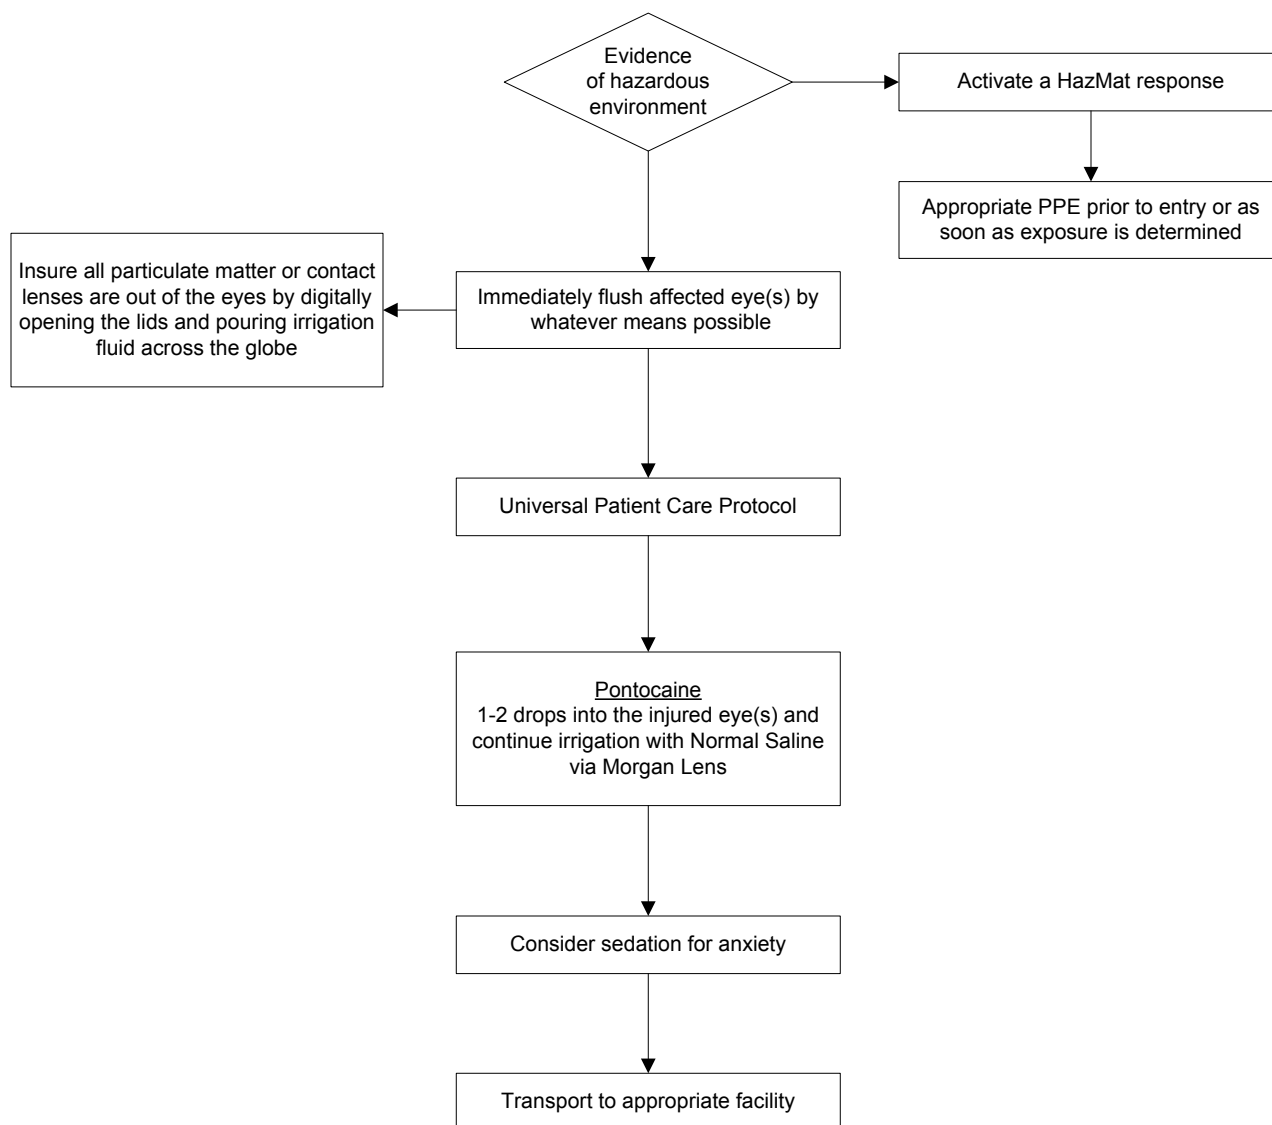 Evidence
of hazardous
environment
Activate a HazMat response
Appropriate PPE prior to entry or as
soon as exposure is determined
Insure all particulate matter or contact
lenses are out of the eyes by digitally
opening the lids and pouring irrigation
fluid across the globe
Immediately flush affected eye(s) by
whatever means possible
Universal Patient Care Protocol
Pontocaine
1-2 drops into the injured eye(s) and
continue irrigation with Normal Saline
via Morgan Lens
Consider sedation for anxiety
Transport to appropriate facility